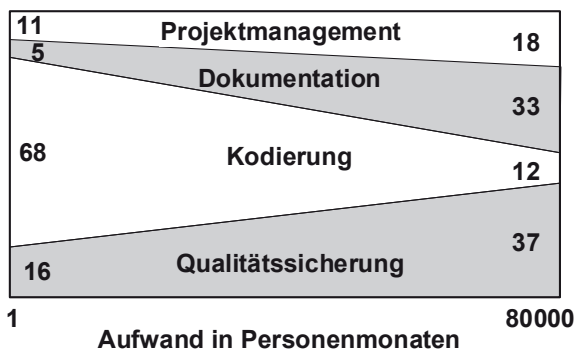 11 Projektmanagement 18
5 Dokumentation 33
68 Kodierung 12
16 Qualitätssicherung 37
1 80000
Aufwand in Personenmonaten